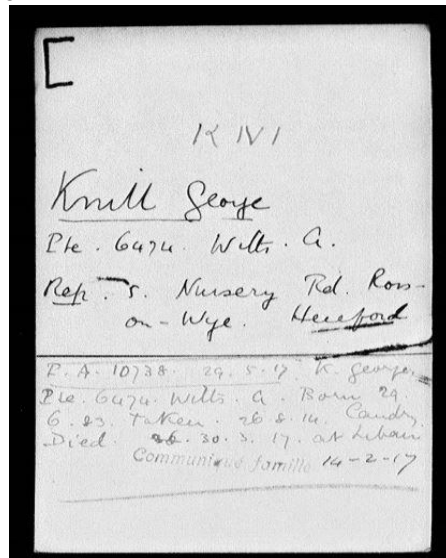 [
K IVI
Knill George
Pte. 6474. Wilts. A.
Rep. 5. Nursery Rd. Ross-
on-Wye. Hereford
P.A. 10738. 29.5.17. K. George.
Pte. 6474. Wilts. A. Born 29.
6.83. Taken. 26.8.14. Caudry.
Died. 30.3.17. at Libau
Communiqué famille 14-2-17